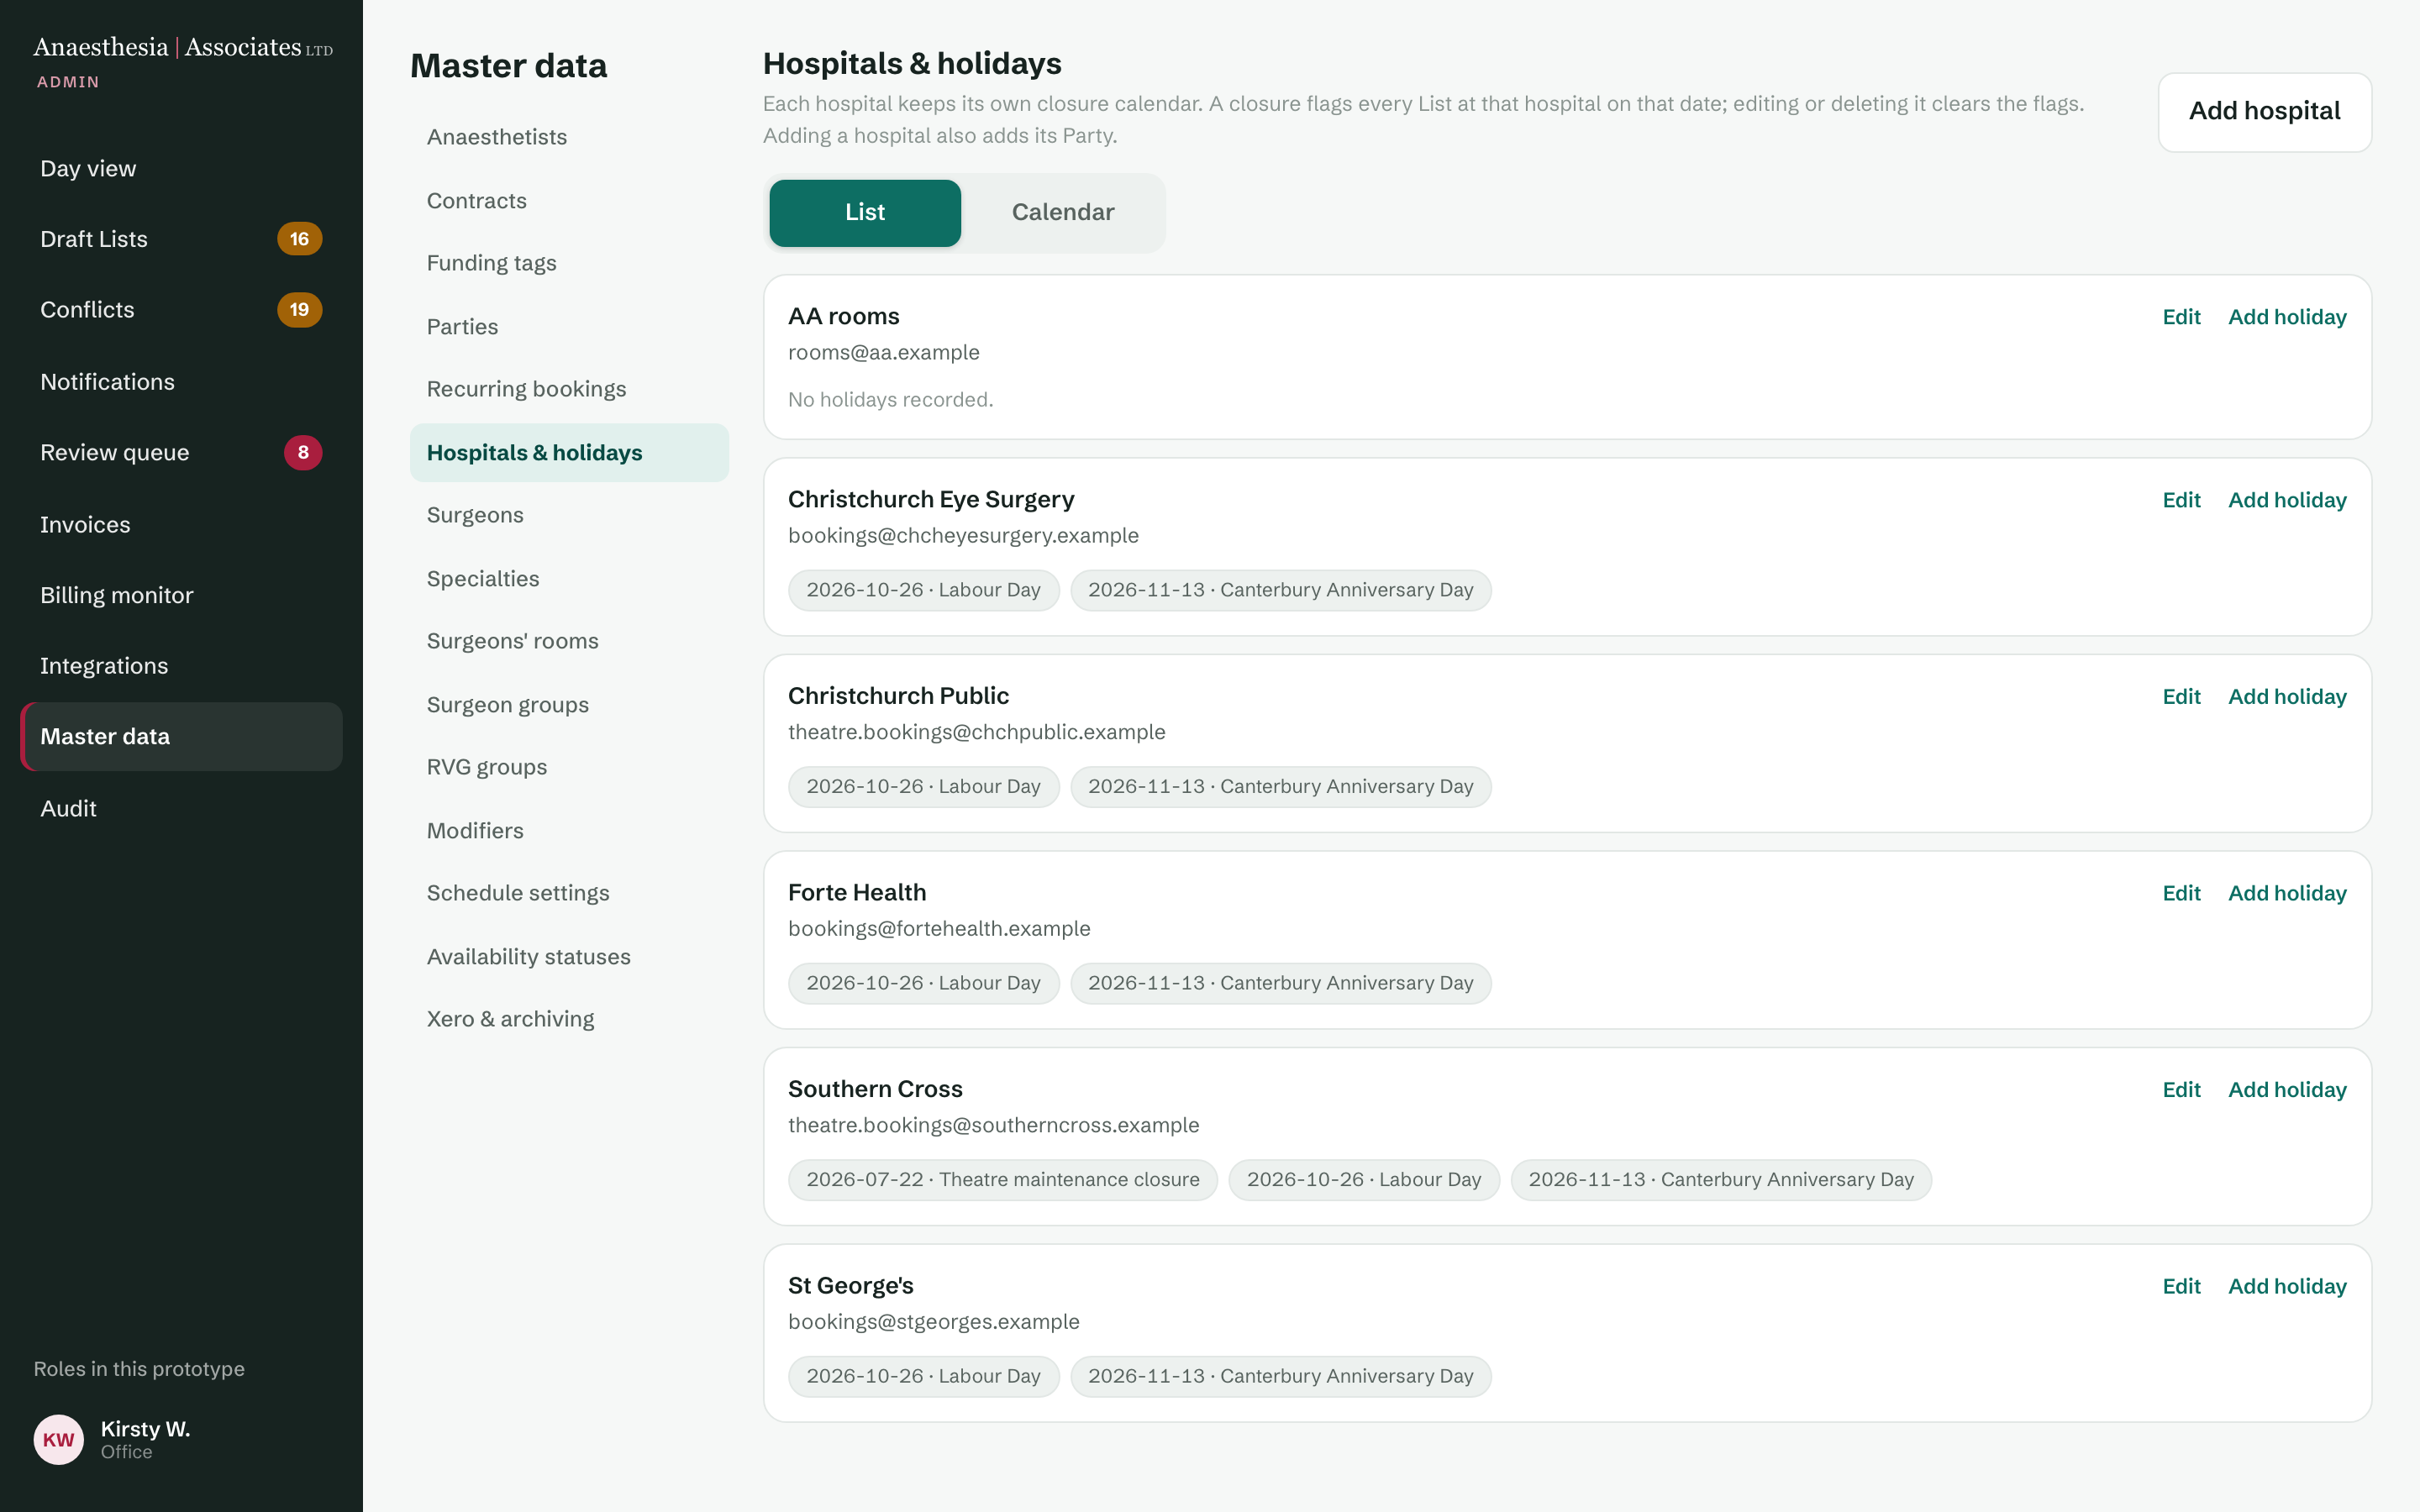 Anaesthesia | Associates LTD
ADMIN
Day view
Draft Lists 16
Conflicts 19
Notifications
Review queue 8
Invoices
Billing monitor
Integrations
Master data
Audit
Roles in this prototype
KW
Kirsty W.
Office
Master data
Anaesthetists
Contracts
Funding tags
Parties
Recurring bookings
Hospitals & holidays
Surgeons
Specialties
Surgeons' rooms
Surgeon groups
RVG groups
Modifiers
Schedule settings
Availability statuses
Xero & archiving
Hospitals & holidays
Each hospital keeps its own closure calendar. A closure flags every List at that hospital on that date; editing or deleting it clears the flags.
Adding a hospital also adds its Party.
Add hospital
List Calendar
AA rooms Edit Add holiday
rooms@aa.example
No holidays recorded.
Christchurch Eye Surgery Edit Add holiday
bookings@chcheyesurgery.example
2026-10-26 · Labour Day 2026-11-13 · Canterbury Anniversary Day
Christchurch Public Edit Add holiday
theatre.bookings@chchpublic.example
2026-10-26 · Labour Day 2026-11-13 · Canterbury Anniversary Day
Forte Health Edit Add holiday
bookings@fortehealth.example
2026-10-26 · Labour Day 2026-11-13 · Canterbury Anniversary Day
Southern Cross Edit Add holiday
theatre.bookings@southerncross.example
2026-07-22 · Theatre maintenance closure 2026-10-26 · Labour Day 2026-11-13 · Canterbury Anniversary Day
St George's Edit Add holiday
bookings@stgeorges.example
2026-10-26 · Labour Day 2026-11-13 · Canterbury Anniversary Day